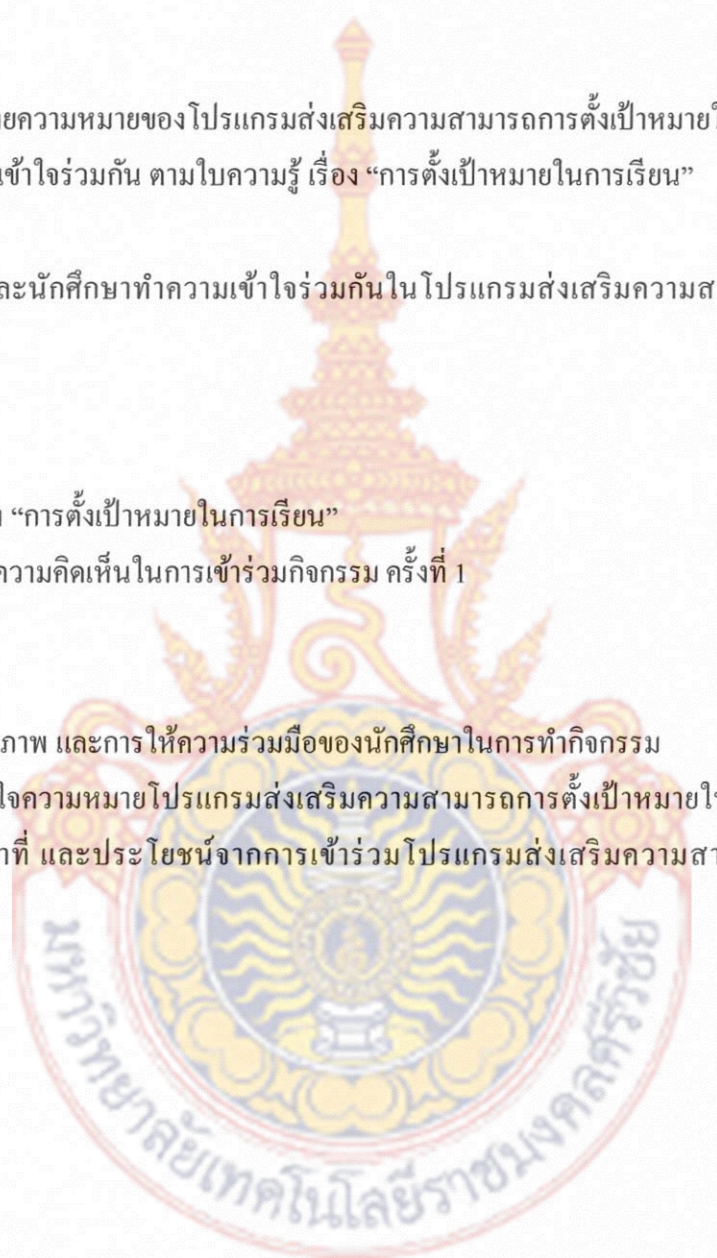 ยความหมายของโปรแกรมส่งเสริมความสามารถการตั้งเป้าหมายใ
เข้าใจร่วมกัน ตามใบความรู้ เรื่อง “การตั้งเป้าหมายในการเรียน”
ละนักศึกษาทำความเข้าใจร่วมกันในโปรแกรมส่งเสริมความส
“การตั้งเป้าหมายในการเรียน”
ความคิดเห็นในการเข้าร่วมกิจกรรม ครั้งที่ 1
ภาพ และการให้ความร่วมมือของนักศึกษาในการทำกิจกรรม
ใจความหมายโปรแกรมส่งเสริมความสามารถการตั้งเป้าหมายใ
าที่ และประโยชน์จากการเข้าร่วมโปรแกรมส่งเสริมความสา
มหาวิทยาลัยเทคโนโลยีราชมงคลศรีวิชัย